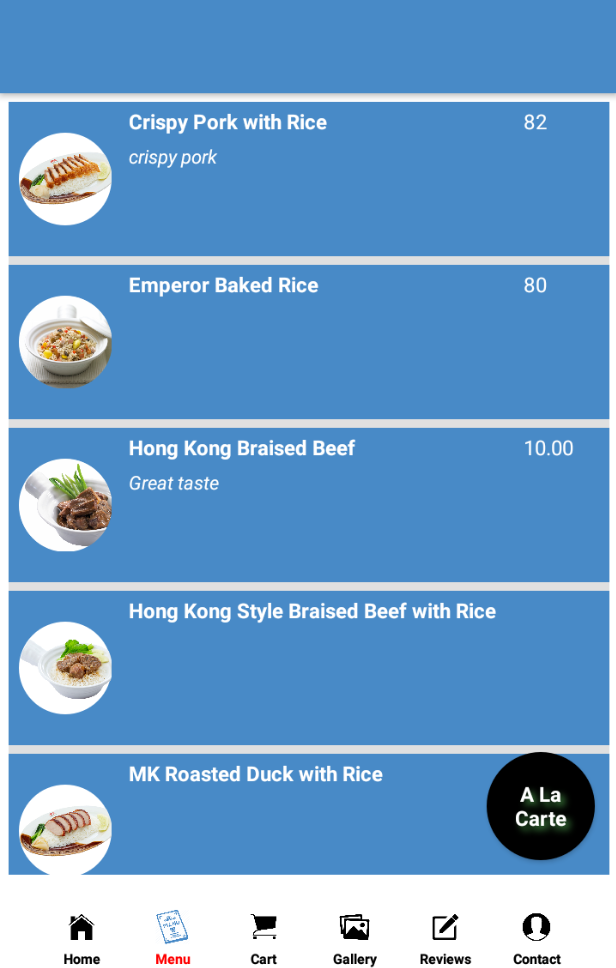 Crispy Pork with Rice 82
crispy pork
Emperor Baked Rice 80
Hong Kong Braised Beef 10.00
Great taste
Hong Kong Style Braised Beef with Rice
MK Roasted Duck with Rice
A La
Carte
Home Menu Cart Gallery Reviews Contact